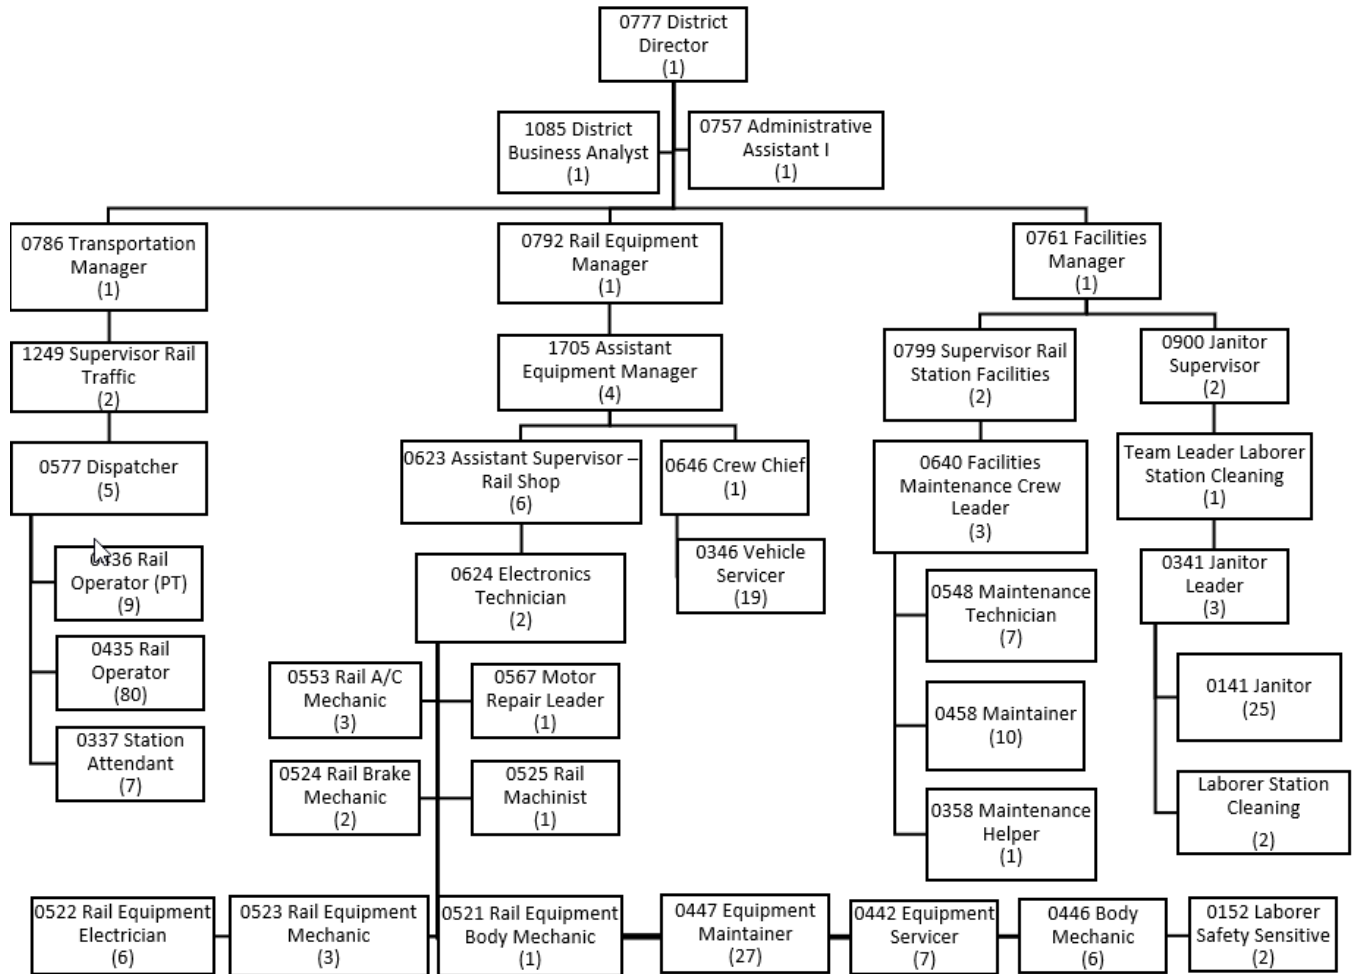 0777 District
Director
(1)
1085 District
Business Analyst
(1)
0757 Administrative
Assistant I
(1)
0786 Transportation
Manager
(1)
0792 Rail Equipment
Manager
(1)
0761 Facilities
Manager
(1)
1249 Supervisor Rail
Traffic
(2)
1705 Assistant
Equipment Manager
(4)
0799 Supervisor Rail
Station Facilities
(2)
0900 Janitor
Supervisor
(2)
0577 Dispatcher
(5)
0623 Assistant Supervisor –
Rail Shop
(6)
0646 Crew Chief
(1)
0640 Facilities
Maintenance Crew
Leader
(3)
Team Leader Laborer
Station Cleaning
(1)
Rail
Operator (PT)
(9)
0624 Electronics
Technician
(2)
0346 Vehicle
Servicer
(19)
0548 Maintenance
Technician
(7)
0341 Janitor
Leader
(3)
0435 Rail
Operator
(80)
0553 Rail A/C
Mechanic
(3)
0567 Motor
Repair Leader
(1)
0458 Maintainer
(10)
0141 Janitor
(25)
0337 Station
Attendant
(7)
0524 Rail Brake
Mechanic
(2)
0525 Rail
Machinist
(1)
0358 Maintenance
Helper
(1)
Laborer Station
Cleaning
(2)
0522 Rail Equipment
Electrician
(6)
0523 Rail Equipment
Mechanic
(3)
0521 Rail Equipment
Body Mechanic
(1)
0447 Equipment
Maintainer
(27)
0442 Equipment
Servicer
(7)
0446 Body
Mechanic
(6)
0152 Laborer
Safety Sensitive
(2)